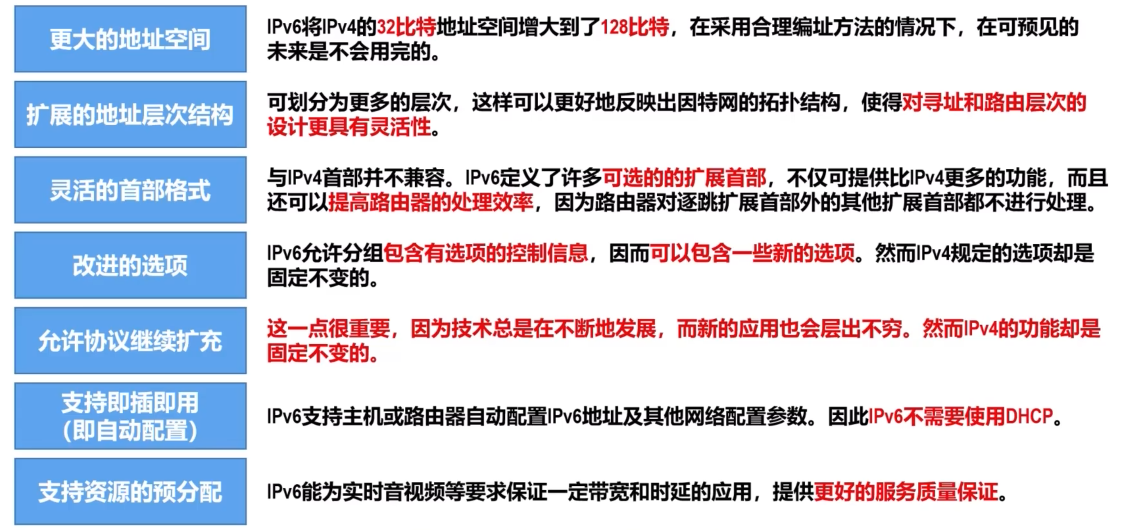 更大的地址空间
IPv6将IPv4的32比特地址空间增大到了128比特，在采用合理编址方法的情况下，在可预见的
未来是不会用完的。
扩展的地址层次结构
可划分为更多的层次，这样可以更好地反映出因特网的拓扑结构，使得对寻址和路由层次的
设计更具有灵活性。
灵活的首部格式
与IPv4首部并不兼容。IPv6定义了许多可选的的扩展首部，不仅可提供比IPv4更多的功能，而且
还可以提高路由器的处理效率，因为路由器对逐跳扩展首部外的其他扩展首部都不进行处理。
改进的选项
IPv6允许分组包含有选项的控制信息，因而可以包含一些新的选项。然而IPv4规定的选项却是
固定不变的。
允许协议继续扩充
这一点很重要，因为技术总是在不断地发展，而新的应用也会层出不穷。然而IPv4的功能却是
固定不变的。
支持即插即用
（即自动配置）
IPv6支持主机或路由器自动配置IPv6地址及其他网络配置参数。因此IPv6不需要使用DHCP。
支持资源的预分配
IPv6能为实时音视频等要求保证一定带宽和时延的应用，提供更好的服务质量保证。